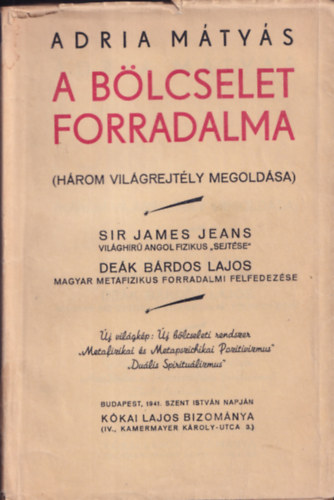 ADRIA MÁTYÁS
A BÖLCSELET
FORRADALMA
(HÁROM VILÁGREJTÉLY MEGOLDÁSA)
SIR JAMES JEANS
VILÁGHIRŰ ANGOL FIZIKUS „SEJTÉSE"
DEÁK BÁRDOS LAJOS
MAGYAR METAFIZIKUS FORRADALMI FELFEDEZÉSE
Új világkép: Új bölcseleti rendszer
„Metafizikai és Metapszichikai Pozitivizmus"
„Duális Spirituálizmus"
BUDAPEST, 1941. SZENT ISTVÁN NAPJÁN
KÓKAI LAJOS BIZOMÁNYA
(IV., KAMERMAYER KÁROLY-UTCA 3.)